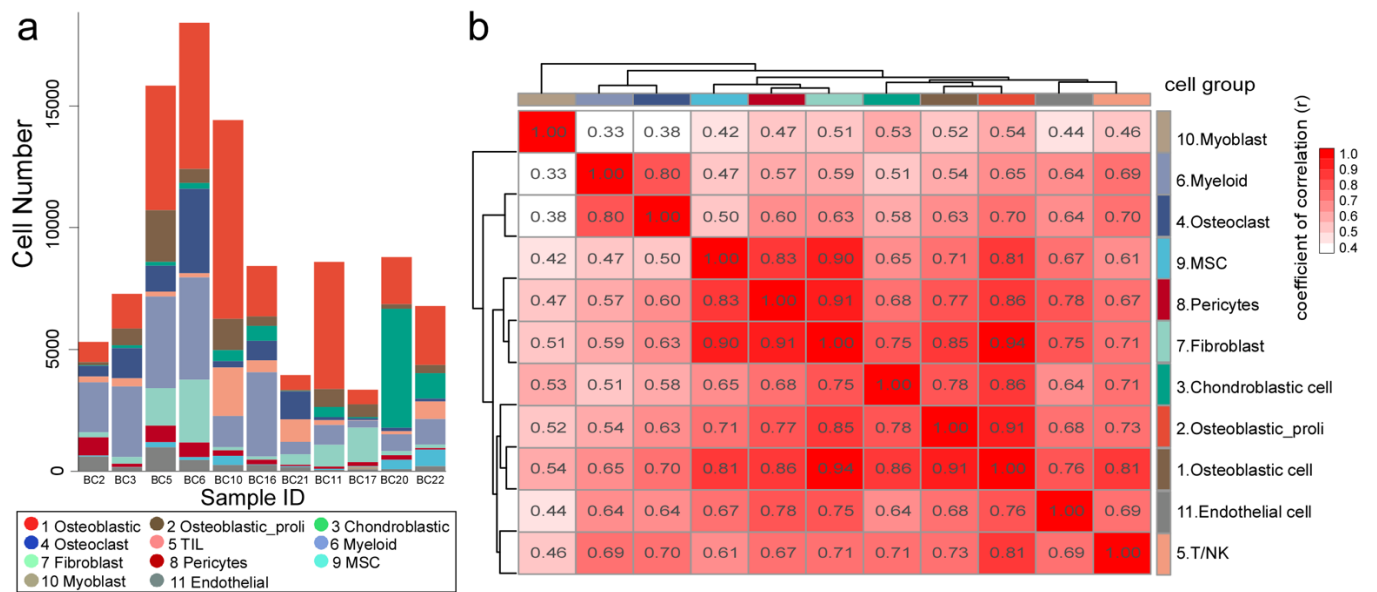 a
Cell Number
15000
10000
5000
0
BC2 BC3 BC5 BC6 BC10 BC16 BC21 BC11 BC17 BC20 BC22
Sample ID
1 Osteoblastic 2 Osteoblastic_proli 3 Chondroblastic
4 Osteoclast 5 TIL 6 Myeloid
7 Fibroblast 8 Pericytes 9 MSC
10 Myoblast 11 Endothelial
b
cell group
1.00 0.33 0.38 0.42 0.47 0.51 0.53 0.52 0.54 0.44 0.46 10.Myoblast
0.33 1.00 0.80 0.47 0.57 0.59 0.51 0.54 0.65 0.64 0.69 6.Myeloid
0.38 0.80 1.00 0.50 0.60 0.63 0.58 0.63 0.70 0.64 0.70 4.Osteoclast
0.42 0.47 0.50 1.00 0.83 0.90 0.65 0.71 0.81 0.67 0.61 9.MSC
0.47 0.57 0.60 0.83 1.00 0.91 0.68 0.77 0.86 0.78 0.67 8.Pericytes
0.51 0.59 0.63 0.90 0.91 1.00 0.75 0.85 0.94 0.75 0.71 7.Fibroblast
0.53 0.51 0.58 0.65 0.68 0.75 1.00 0.78 0.86 0.64 0.71 3.Chondroblastic cell
0.52 0.54 0.63 0.71 0.77 0.85 0.78 1.00 0.91 0.68 0.73 2.Osteoblastic_proli
0.54 0.65 0.70 0.81 0.86 0.94 0.86 0.91 1.00 0.76 0.81 1.Osteoblastic cell
0.44 0.64 0.64 0.67 0.78 0.75 0.64 0.68 0.76 1.00 0.69 11.Endothelial cell
0.46 0.69 0.70 0.61 0.67 0.71 0.71 0.73 0.81 0.69 1.00 5.T/NK
coefficient of correlation (r)
1.0
0.9
0.8
0.7
0.6
0.5
0.4